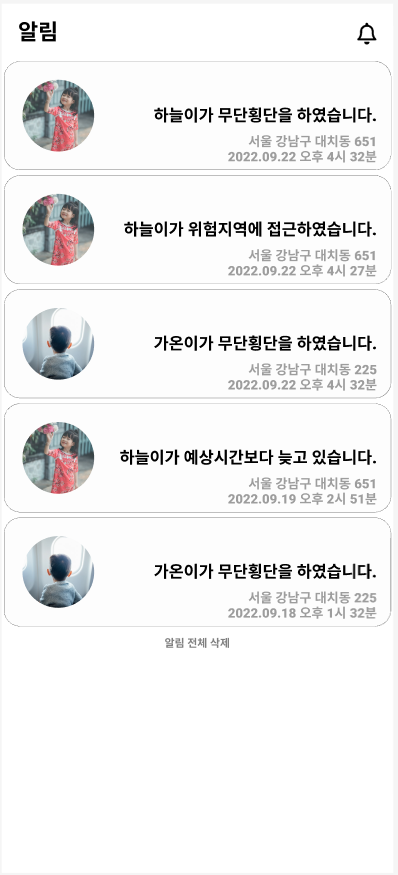 알림
하늘이가 무단횡단을 하였습니다.
서울 강남구 대치동 651
2022.09.22 오후 4시 32분
하늘이가 위험지역에 접근하였습니다.
서울 강남구 대치동 651
2022.09.22 오후 4시 27분
가온이가 무단횡단을 하였습니다.
서울 강남구 대치동 225
2022.09.22 오후 4시 32분
하늘이가 예상시간보다 늦고 있습니다.
서울 강남구 대치동 651
2022.09.19 오후 2시 51분
가온이가 무단횡단을 하였습니다.
서울 강남구 대치동 225
2022.09.18 오후 1시 32분
알림 전체 삭제